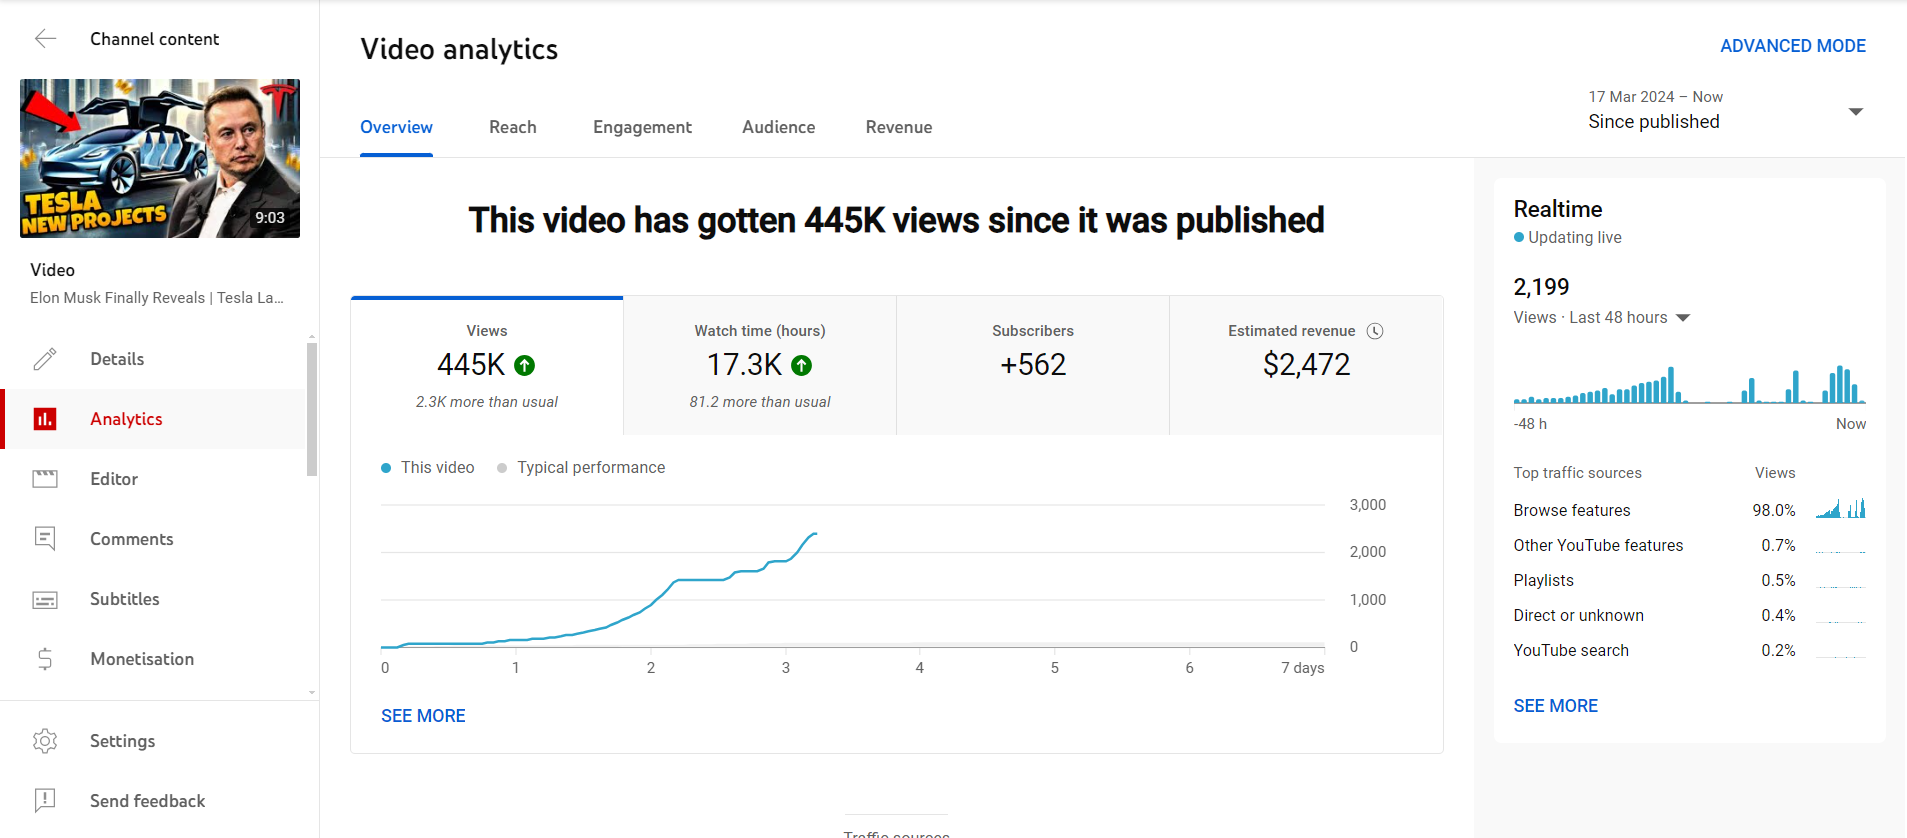 Channel content
TESLA
NEW PROJECTS
9:03
Video
Elon Musk Finally Reveals | Tesla La...
Details
Analytics
Editor
Comments
Subtitles
Monetisation
Settings
Send feedback
Video analytics
ADVANCED MODE
Overview
Reach
Engagement
Audience
Revenue
17 Mar 2024 – Now
Since published
This video has gotten 445K views since it was published
Views
445K
2.3K more than usual
Watch time (hours)
17.3K
81.2 more than usual
Subscribers
+562
Estimated revenue
$2,472
This video
Typical performance
3,000
2,000
1,000
0
0 1 2 3 4 5 6 7 days
SEE MORE
Traffic sources
Realtime
Updating live
2,199
Views · Last 48 hours
-48 h
Now
Top traffic sources Views
Browse features 98.0%
Other YouTube features 0.7%
Playlists 0.5%
Direct or unknown 0.4%
YouTube search 0.2%
SEE MORE